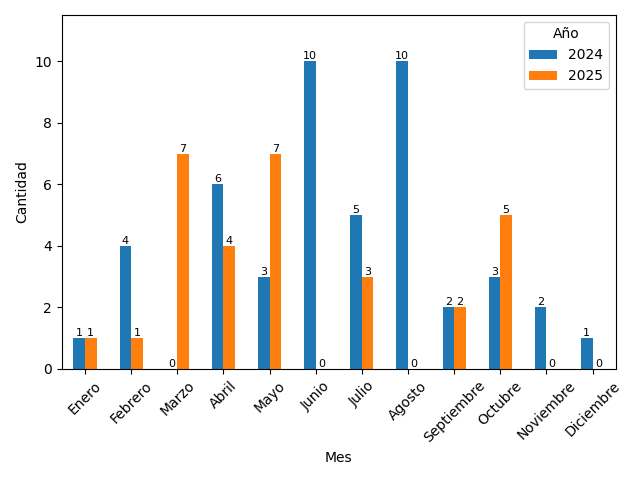 Año
2024
2025
Cantidad
10
8
6
4
2
0
1 1
4 1
0 7
6 4
3 7
10 0
5 3
10 0
2 2
3 5
2 0
1 0
Enero
Febrero
Marzo
Abril
Mayo
Junio
Julio
Agosto
Septiembre
Octubre
Noviembre
Diciembre
Mes